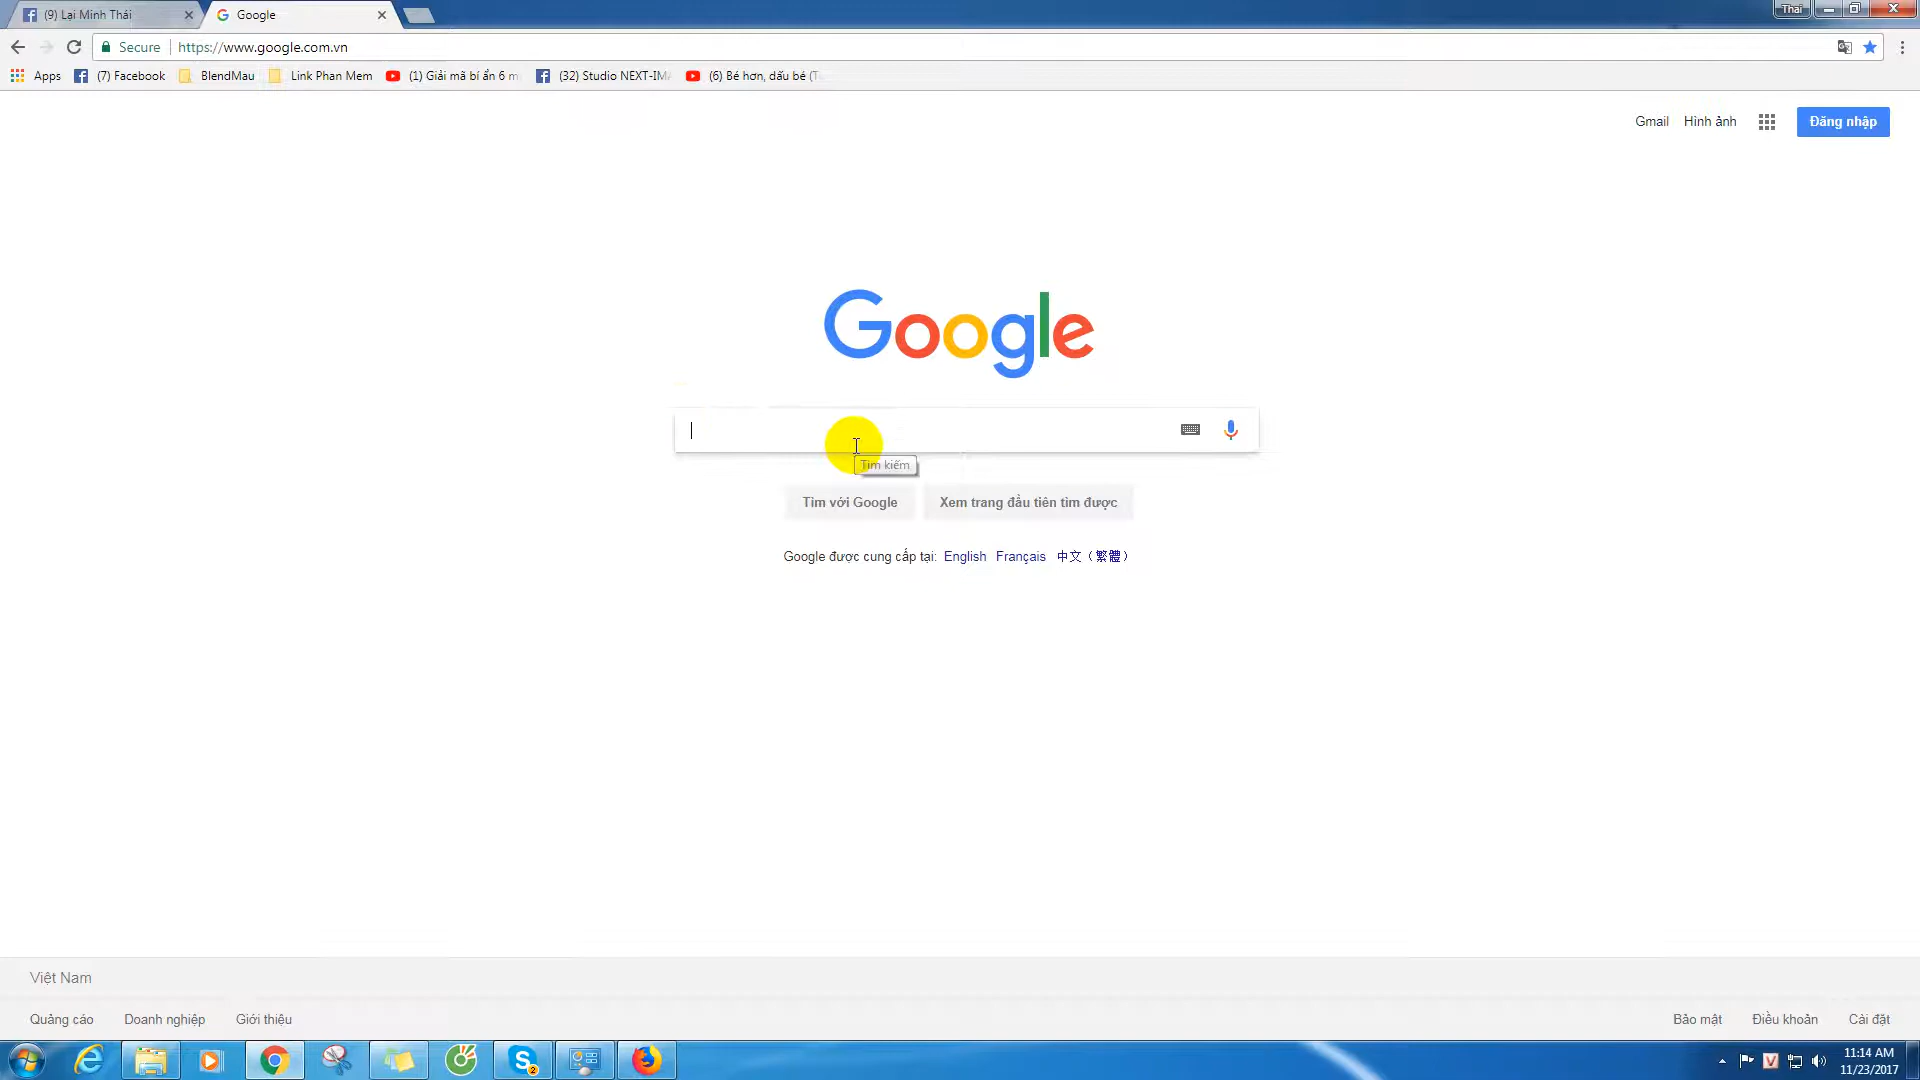 (9) Lại Minh Thái
Google
Thai
Secure
https://www.google.com.vn
Apps
(7) Facebook
BlendMau
Link Phan Mem
(1) Giải mã bí ẩn 6 m
(32) Studio NEXT-IM
(6) Bé hơn, dấu bé (T
Gmail
Hình ảnh
Đăng nhập
Google
Tìm kiếm
Tìm với Google
Xem trang đầu tiên tìm được
Google được cung cấp tại: English Français 中文（繁體）
Việt Nam
Quảng cáo
Doanh nghiệp
Giới thiệu
Bảo mật
Điều khoản
Cài đặt
2
V
11:14 AM
11/23/2017